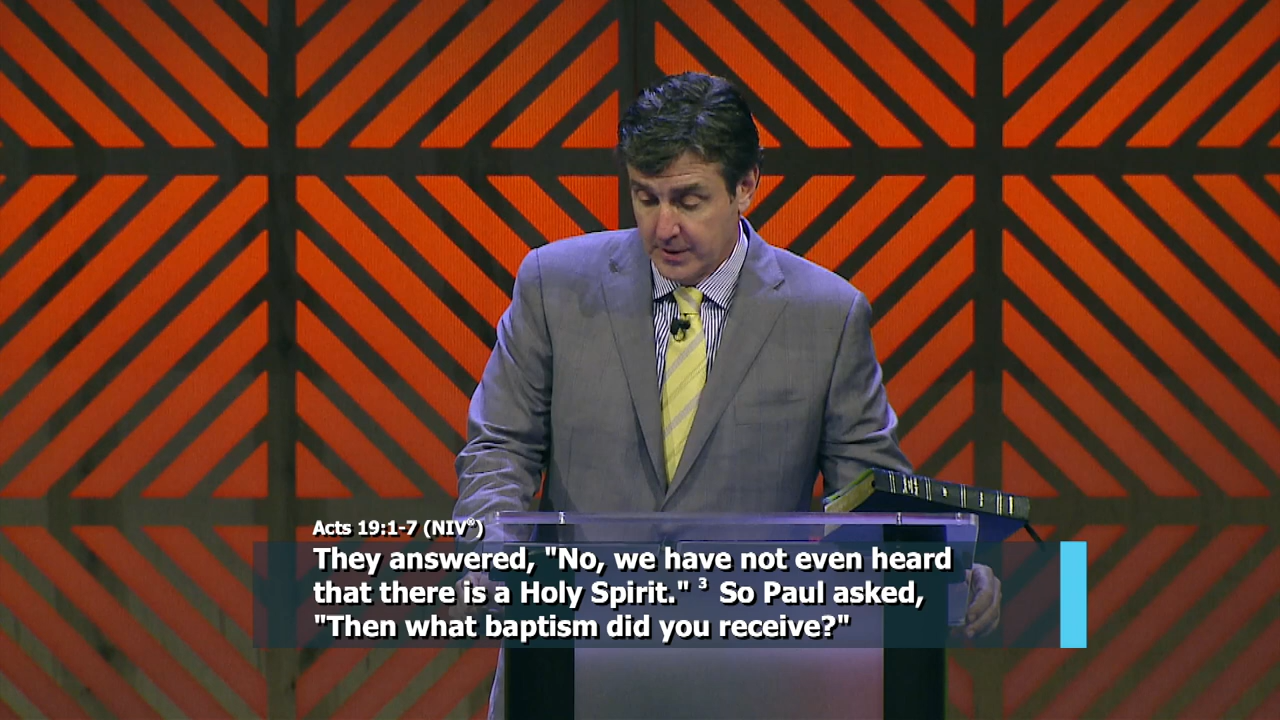 Acts 19:1-7 (NIV®)
They answered, "No, we have not even heard
that there is a Holy Spirit." ³ So Paul asked,
"Then what baptism did you receive?"